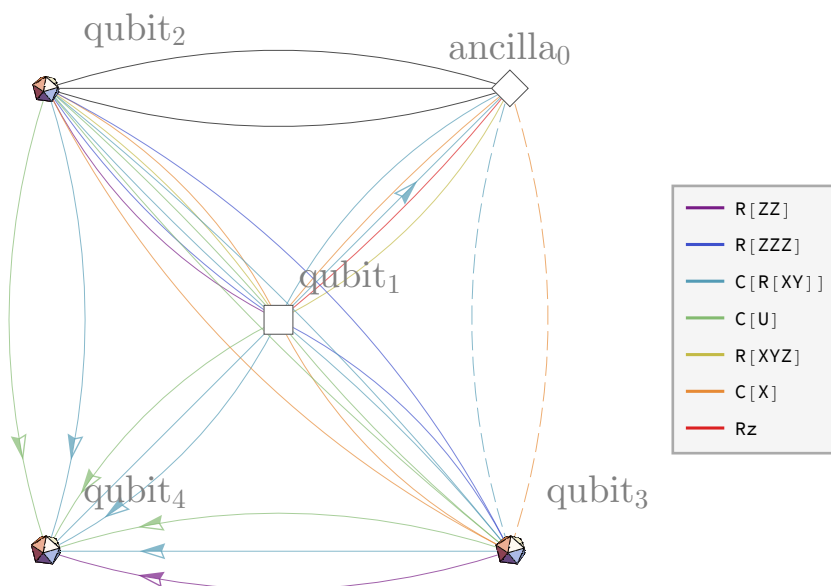 qubit₂
ancilla₀
qubit₁
qubit₄
qubit₃
R[ZZ]
R[ZZZ]
C[R[XY]]
C[U]
R[XYZ]
C[X]
Rz